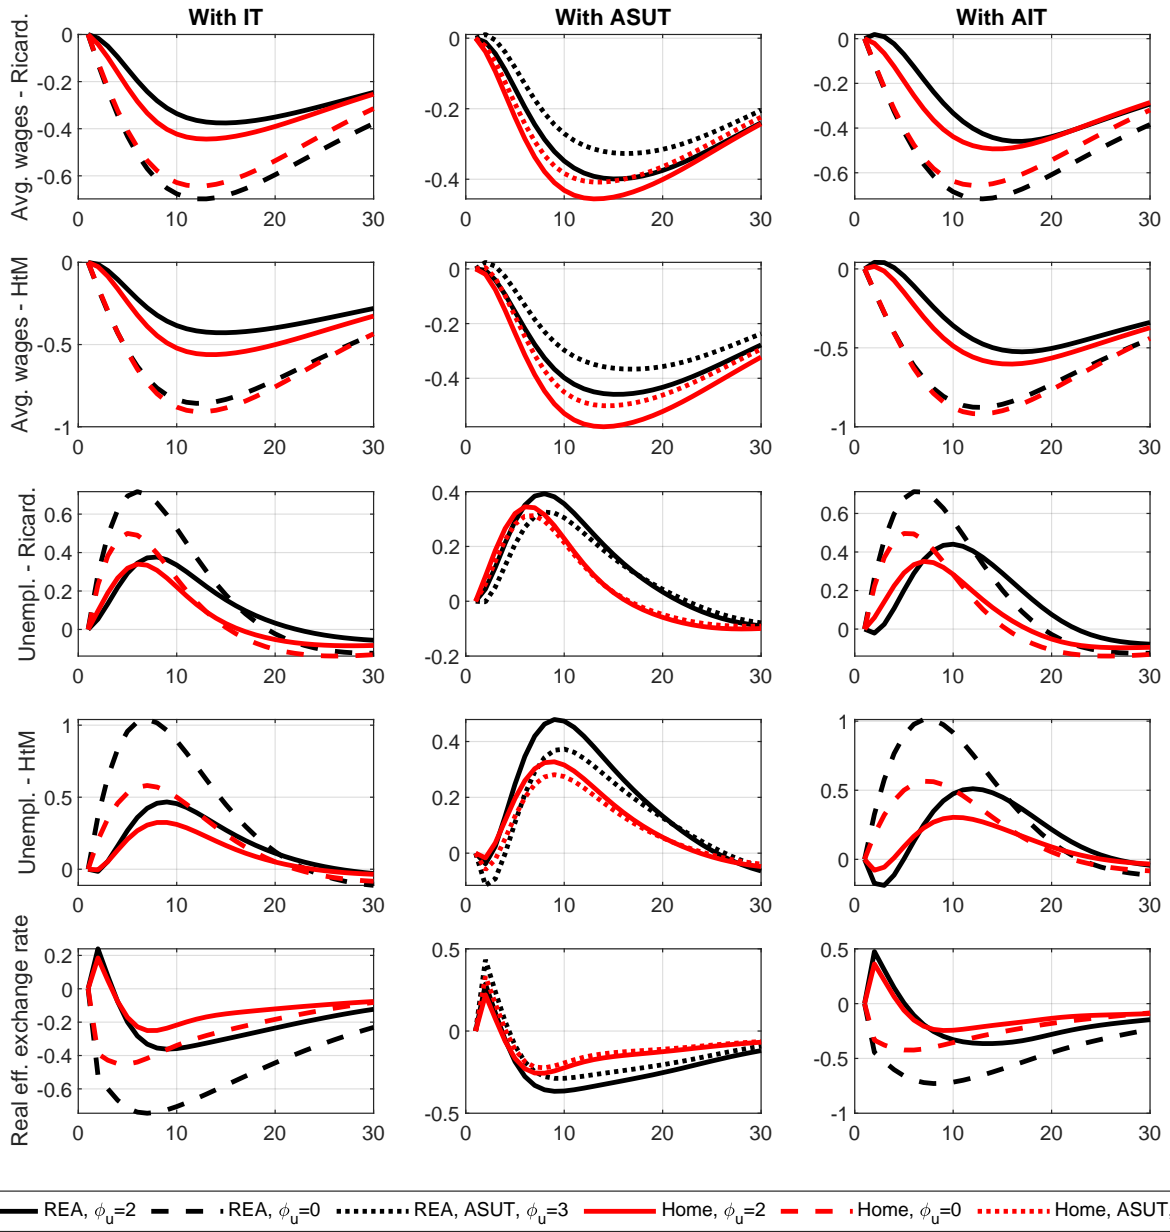 With IT With ASUT With AIT
Avg. wages - Ricard.
0 -0.2 -0.4 -0.6
0 10 20 30
0 -0.2 -0.4
0 10 20 30
0 -0.2 -0.4 -0.6
0 10 20 30
Avg. wages - HtM
0 -0.5 -1
0 10 20 30
0 -0.2 -0.4
0 10 20 30
0 -0.5 -1
0 10 20 30
Unempl. - Ricard.
0.6 0.4 0.2 0
0 10 20 30
0.4 0.2 0 -0.2
0 10 20 30
0.6 0.4 0.2 0
0 10 20 30
Unempl. - HtM
1 0.5 0
0 10 20 30
0.4 0.2 0
0 10 20 30
1 0.5 0
0 10 20 30
Real eff. exchange rate
0.2 0 -0.2 -0.4 -0.6
0 10 20 30
0.5 0 -0.5
0 10 20 30
0.5 0 -0.5 -1
0 10 20 30
REA, ϕu=2 REA, ϕu=0 REA, ASUT, ϕu=3 Home, ϕu=2 Home, ϕu=0 Home, ASUT,